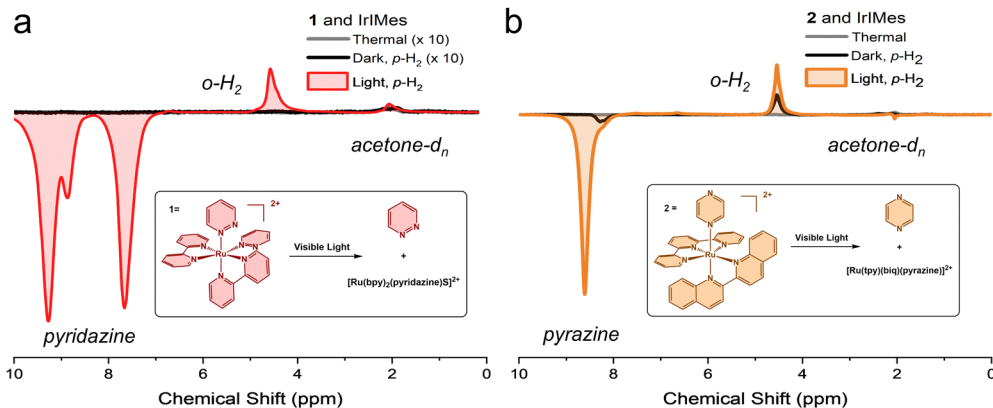 a
1 and IrIMes
Thermal (x 10)
Dark, p-H2 (x 10)
Light, p-H2
o-H2
acetone-dn
1=
2+
N
N
N
N
N
N
N
N
Ru
Visible Light
N
N
+
[Ru(bpy)2(pyridazine)S]2+
pyridazine
10
8
6
4
2
0
Chemical Shift (ppm)
b
2 and IrIMes
Thermal
Dark, p-H2
Light, p-H2
o-H2
acetone-dn
2 =
2+
N
N
N
N
N
N
N
Ru
Visible Light
N
N
+
[Ru(tpy)(biq)(pyrazine)]2+
pyrazine
10
8
6
4
2
0
Chemical Shift (ppm)